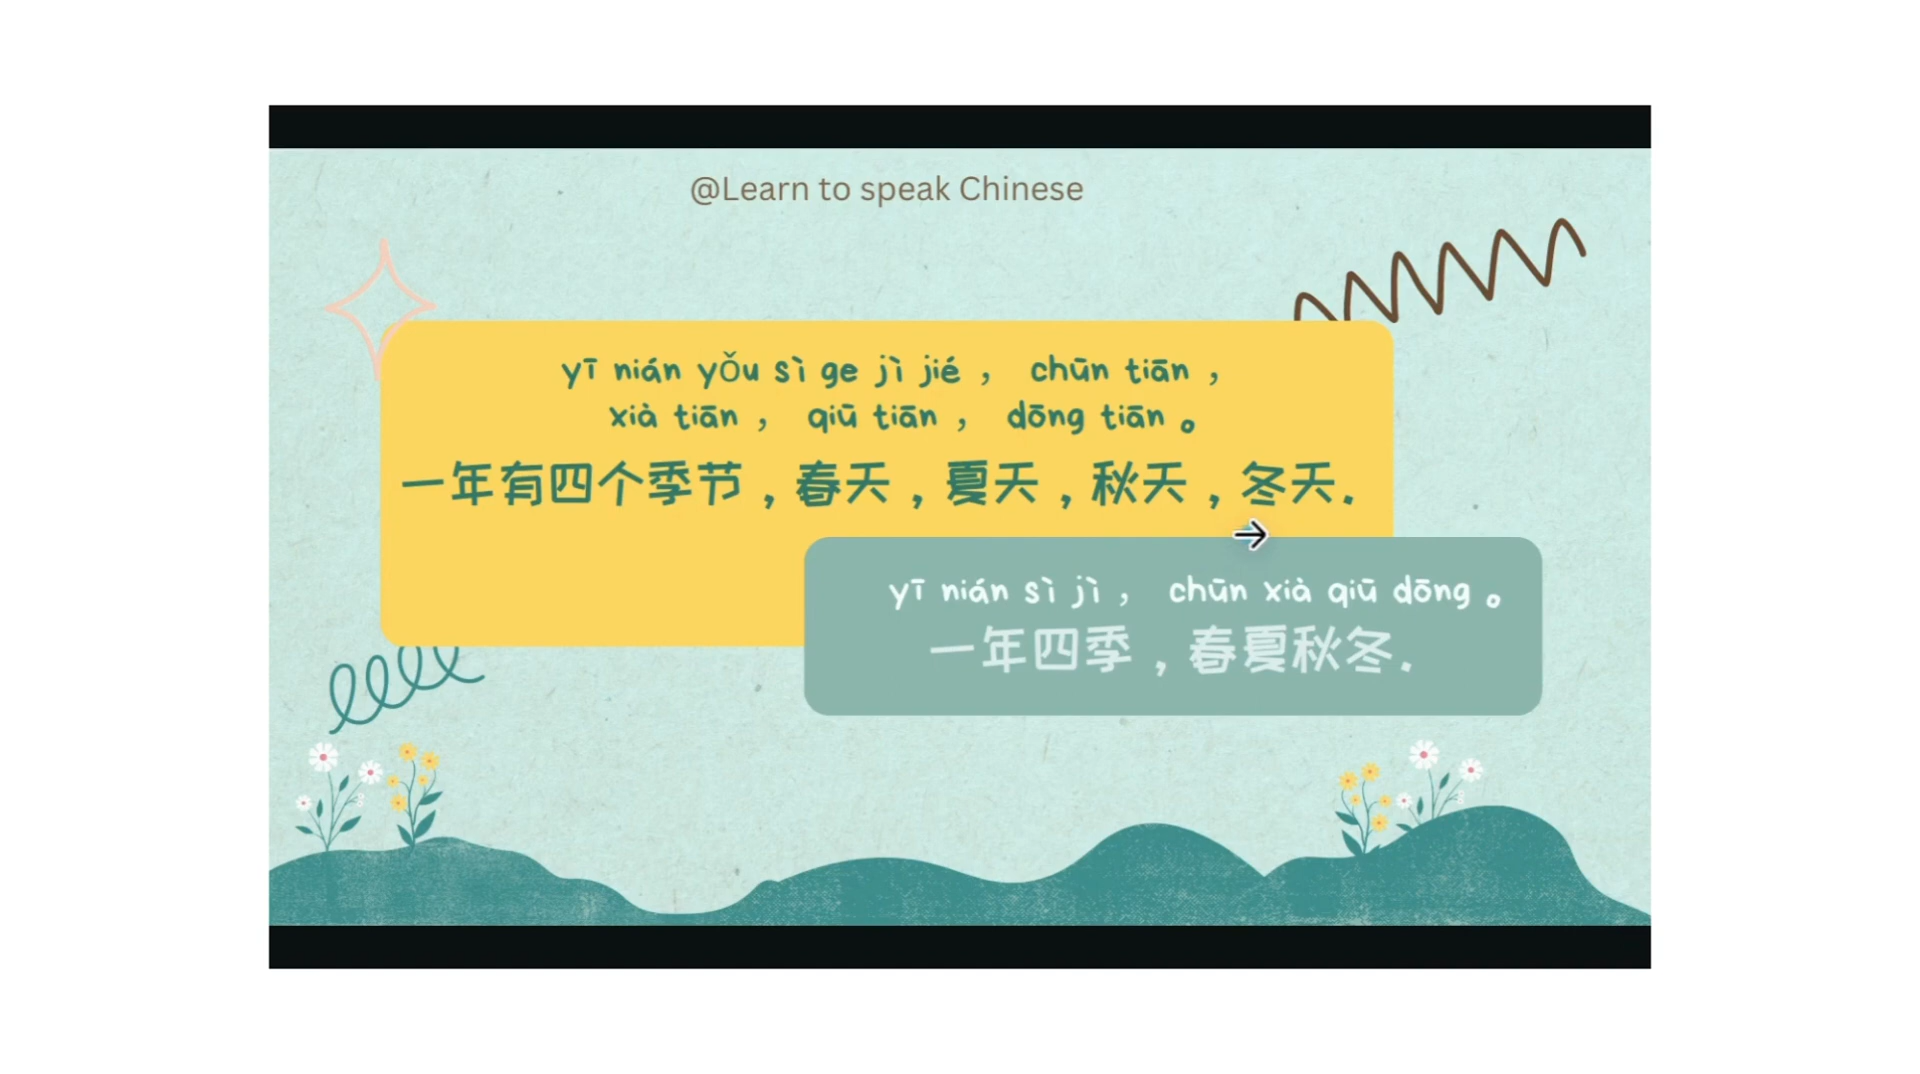 @Learn to speak Chinese
yī nián yǒu sì ge jì jié ， chūn tiān ，
xià tiān ， qiū tiān ， dōng tiān 。
一年有四个季节，春天，夏天，秋天，冬天.
yī nián sì jì ， chūn xià qiū dōng 。
一年四季，春夏秋冬.